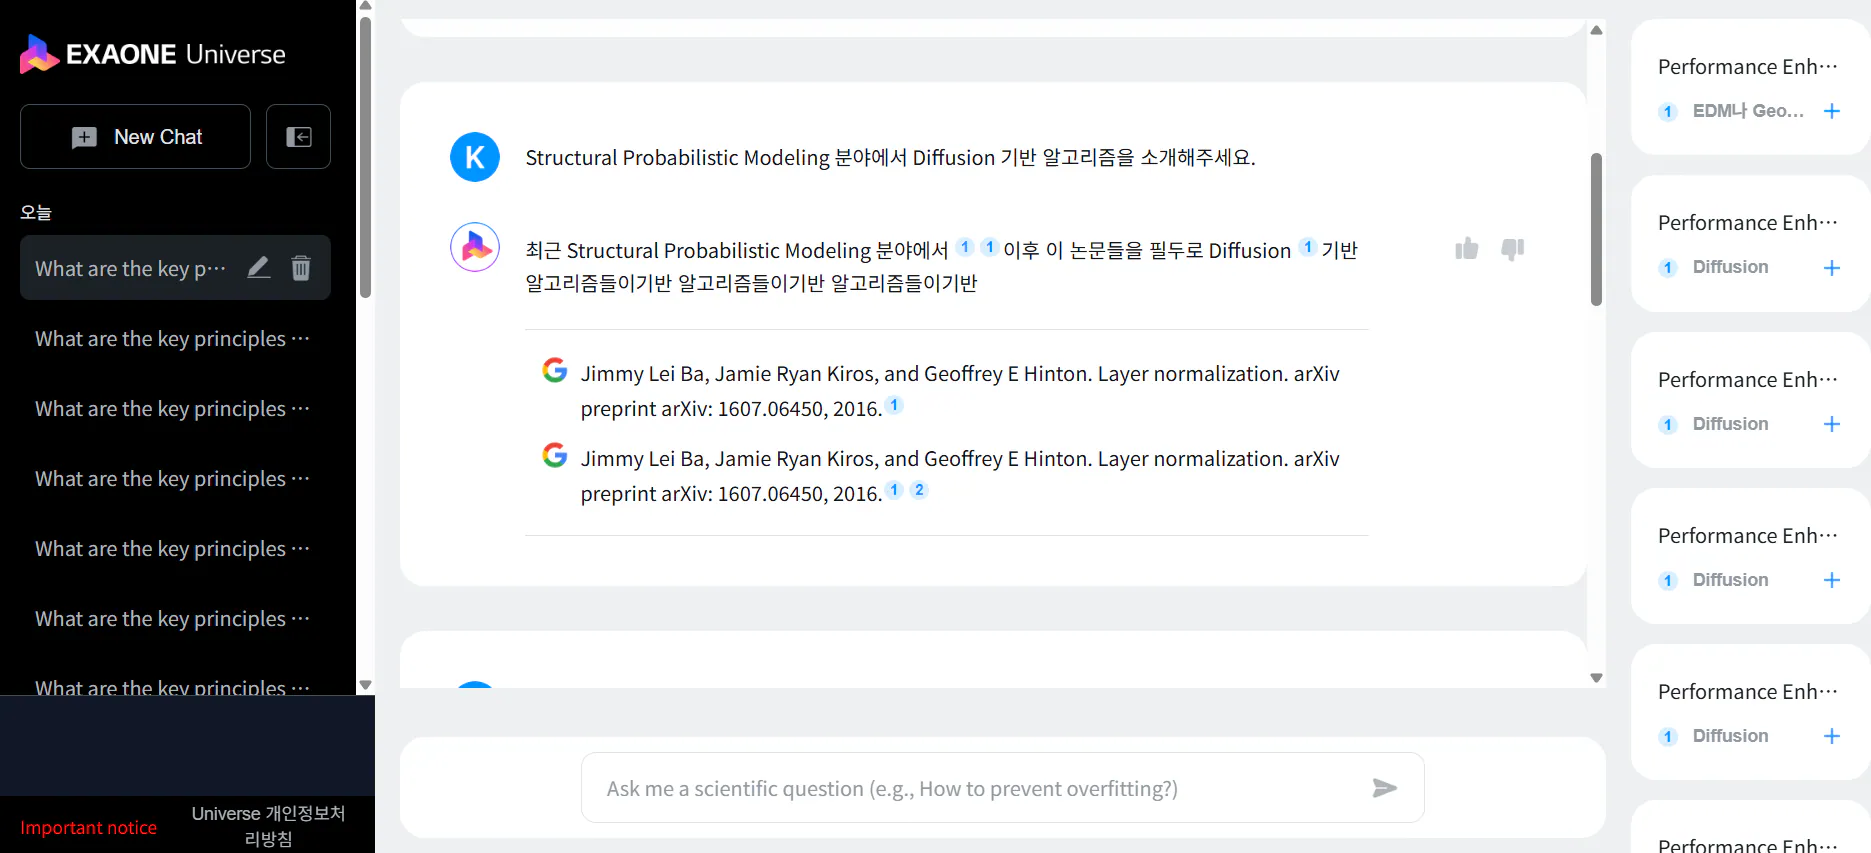 EXAONE Universe
New Chat
오늘
What are the key p···
What are the key principles ···
What are the key principles ···
What are the key principles ···
What are the key principles ···
What are the key principles ···
What are the key principles ···
Important notice
Universe 개인정보처
리방침
K
Structural Probabilistic Modeling 분야에서 Diffusion 기반 알고리즘을 소개해주세요.
최근 Structural Probabilistic Modeling 분야에서 1 1 이후 이 논문들을 필두로 Diffusion 1 기반
알고리즘들이기반 알고리즘들이기반 알고리즘들이기반
Jimmy Lei Ba, Jamie Ryan Kiros, and Geoffrey E Hinton. Layer normalization. arXiv
preprint arXiv: 1607.06450, 2016. 1
Jimmy Lei Ba, Jamie Ryan Kiros, and Geoffrey E Hinton. Layer normalization. arXiv
preprint arXiv: 1607.06450, 2016. 1 2
Ask me a scientific question (e.g., How to prevent overfitting?)
Performance Enh···
1 EDM나 Geo...
Performance Enh···
1 Diffusion
Performance Enh···
1 Diffusion
Performance Enh···
1 Diffusion
Performance Enh···
1 Diffusion
Performance Enh···